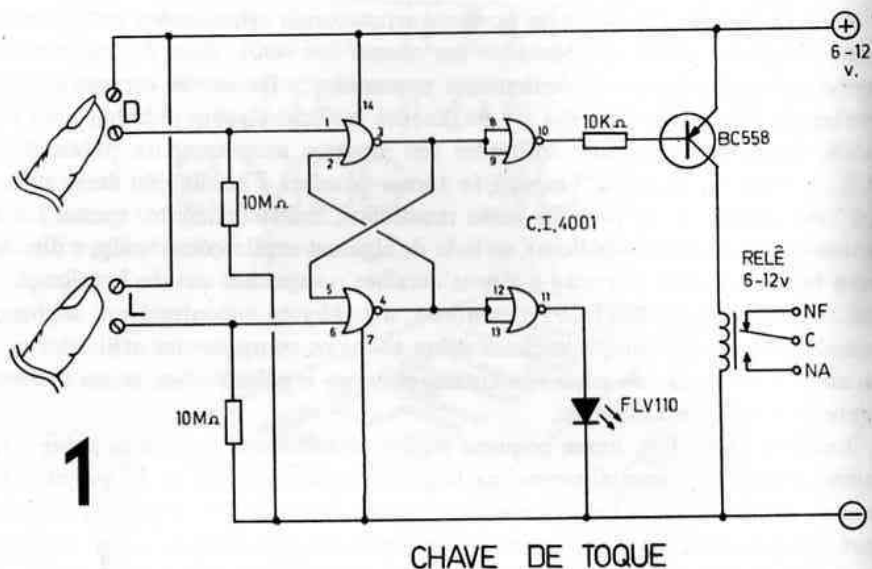 +
6-12
v.
D
14
1
2
3
8
9
10
10KΩ
BC558
10MΩ
C.I.4001
L
5
6
4
7
12
13
11
RELÊ
6-12v
NF
C
NA
10MΩ
FLV110
1
−
CHAVE DE TOQUE